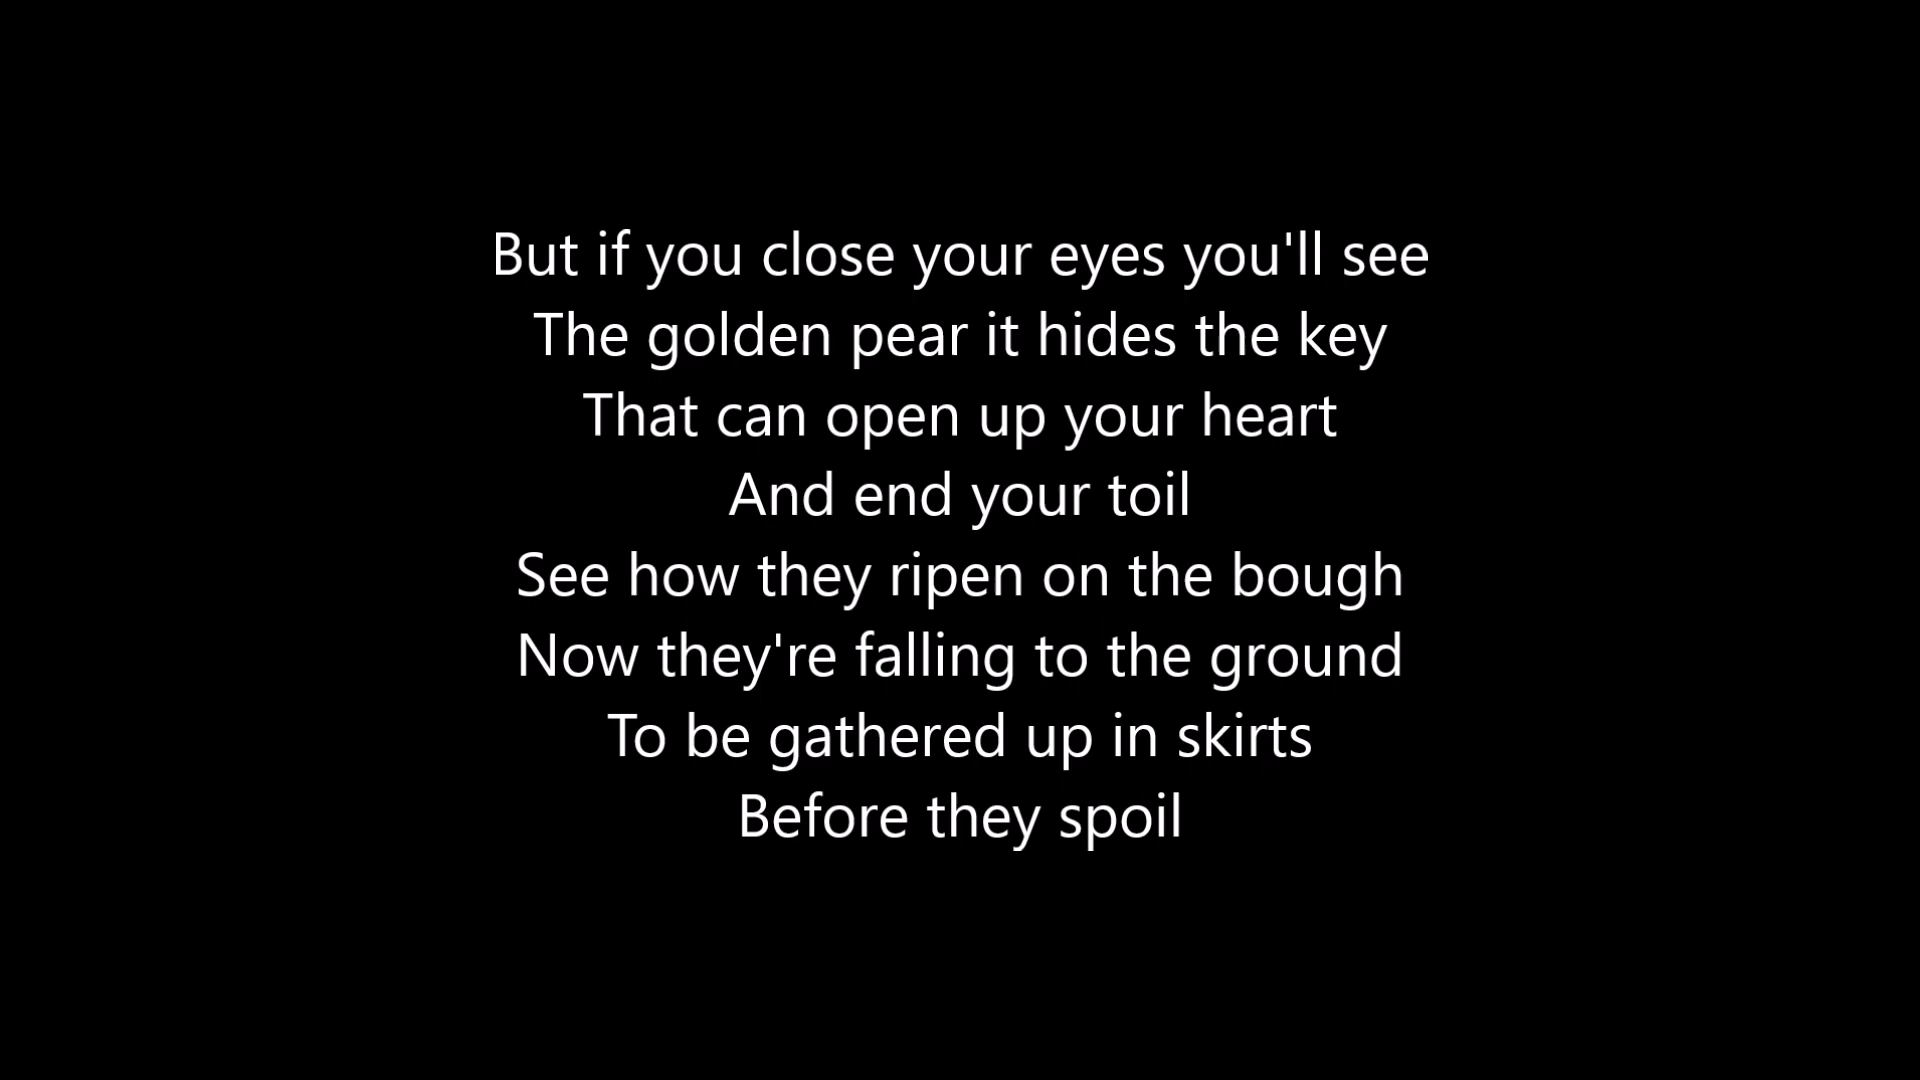 But if you close your eyes you'll see
The golden pear it hides the key
That can open up your heart
And end your toil
See how they ripen on the bough
Now they're falling to the ground
To be gathered up in skirts
Before they spoil